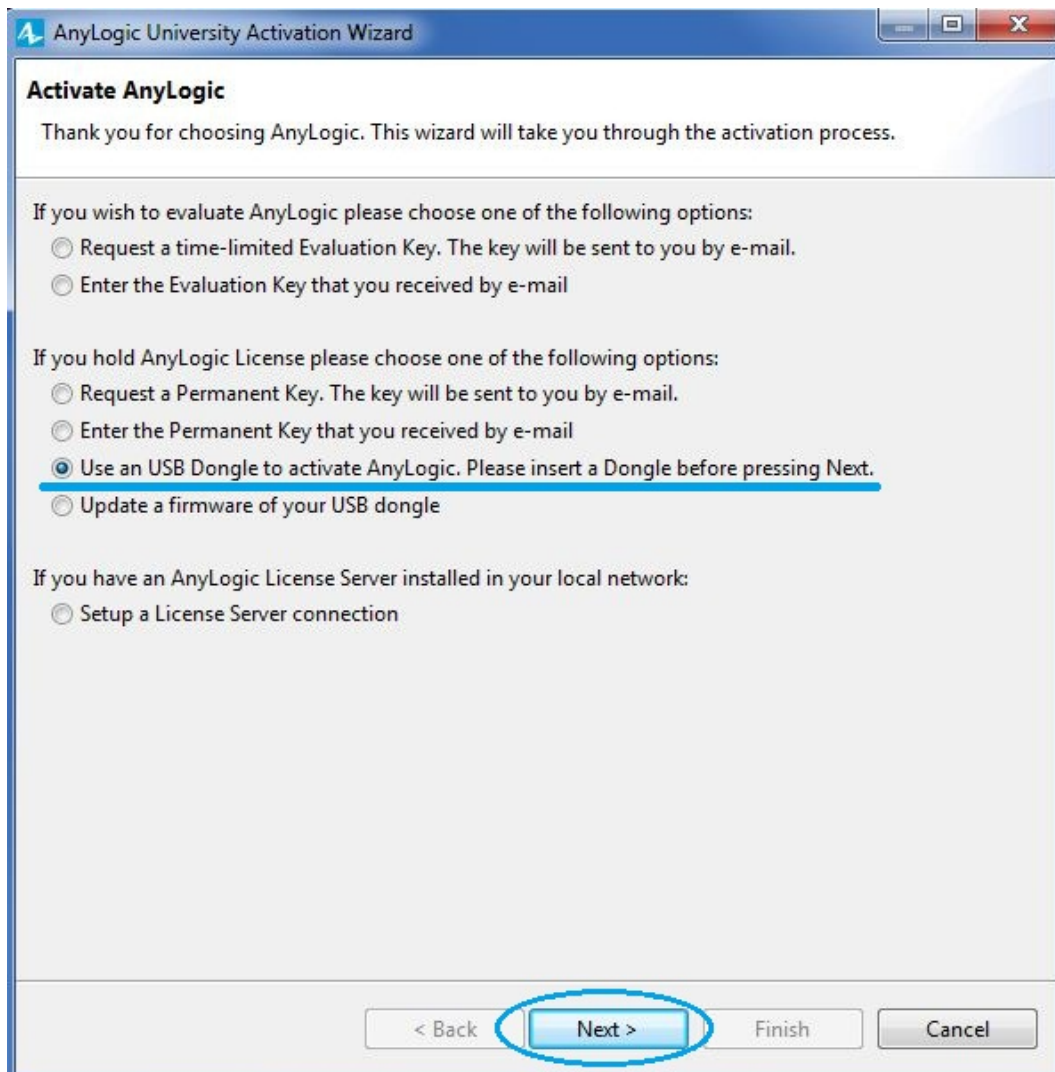 AnyLogic University Activation Wizard
Activate AnyLogic
Thank you for choosing AnyLogic. This wizard will take you through the activation process.
If you wish to evaluate AnyLogic please choose one of the following options:
Request a time-limited Evaluation Key. The key will be sent to you by e-mail.
Enter the Evaluation Key that you received by e-mail
If you hold AnyLogic License please choose one of the following options:
Request a Permanent Key. The key will be sent to you by e-mail.
Enter the Permanent Key that you received by e-mail
Use an USB Dongle to activate AnyLogic. Please insert a Dongle before pressing Next.
Update a firmware of your USB dongle
If you have an AnyLogic License Server installed in your local network:
Setup a License Server connection
< Back Next > Finish Cancel